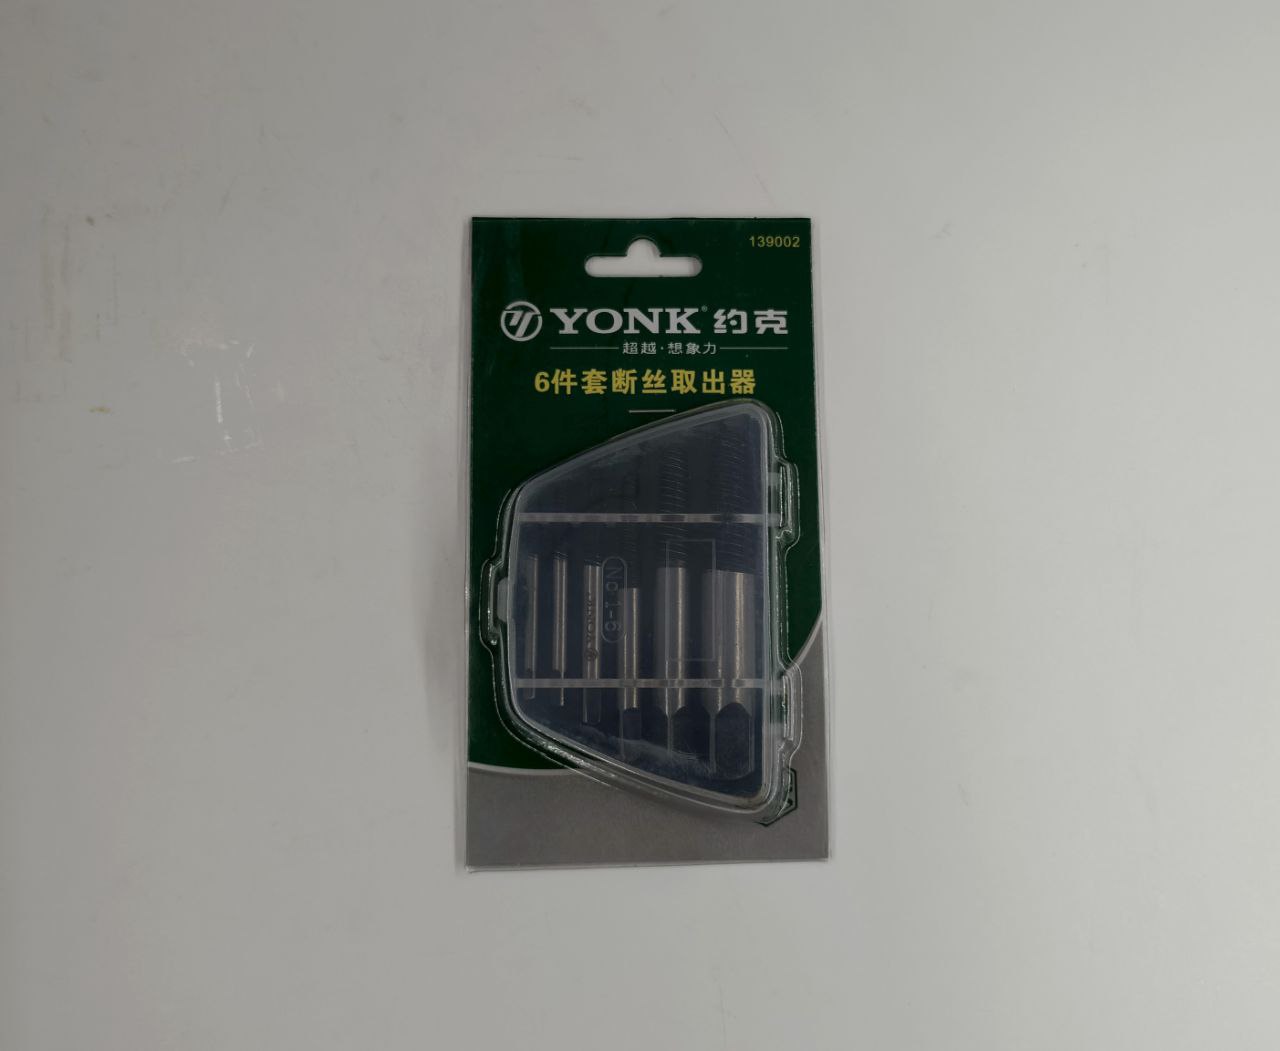 139002
YONK® 约克
超越·想象力
6件套断丝取出器
No 1-6
YONK